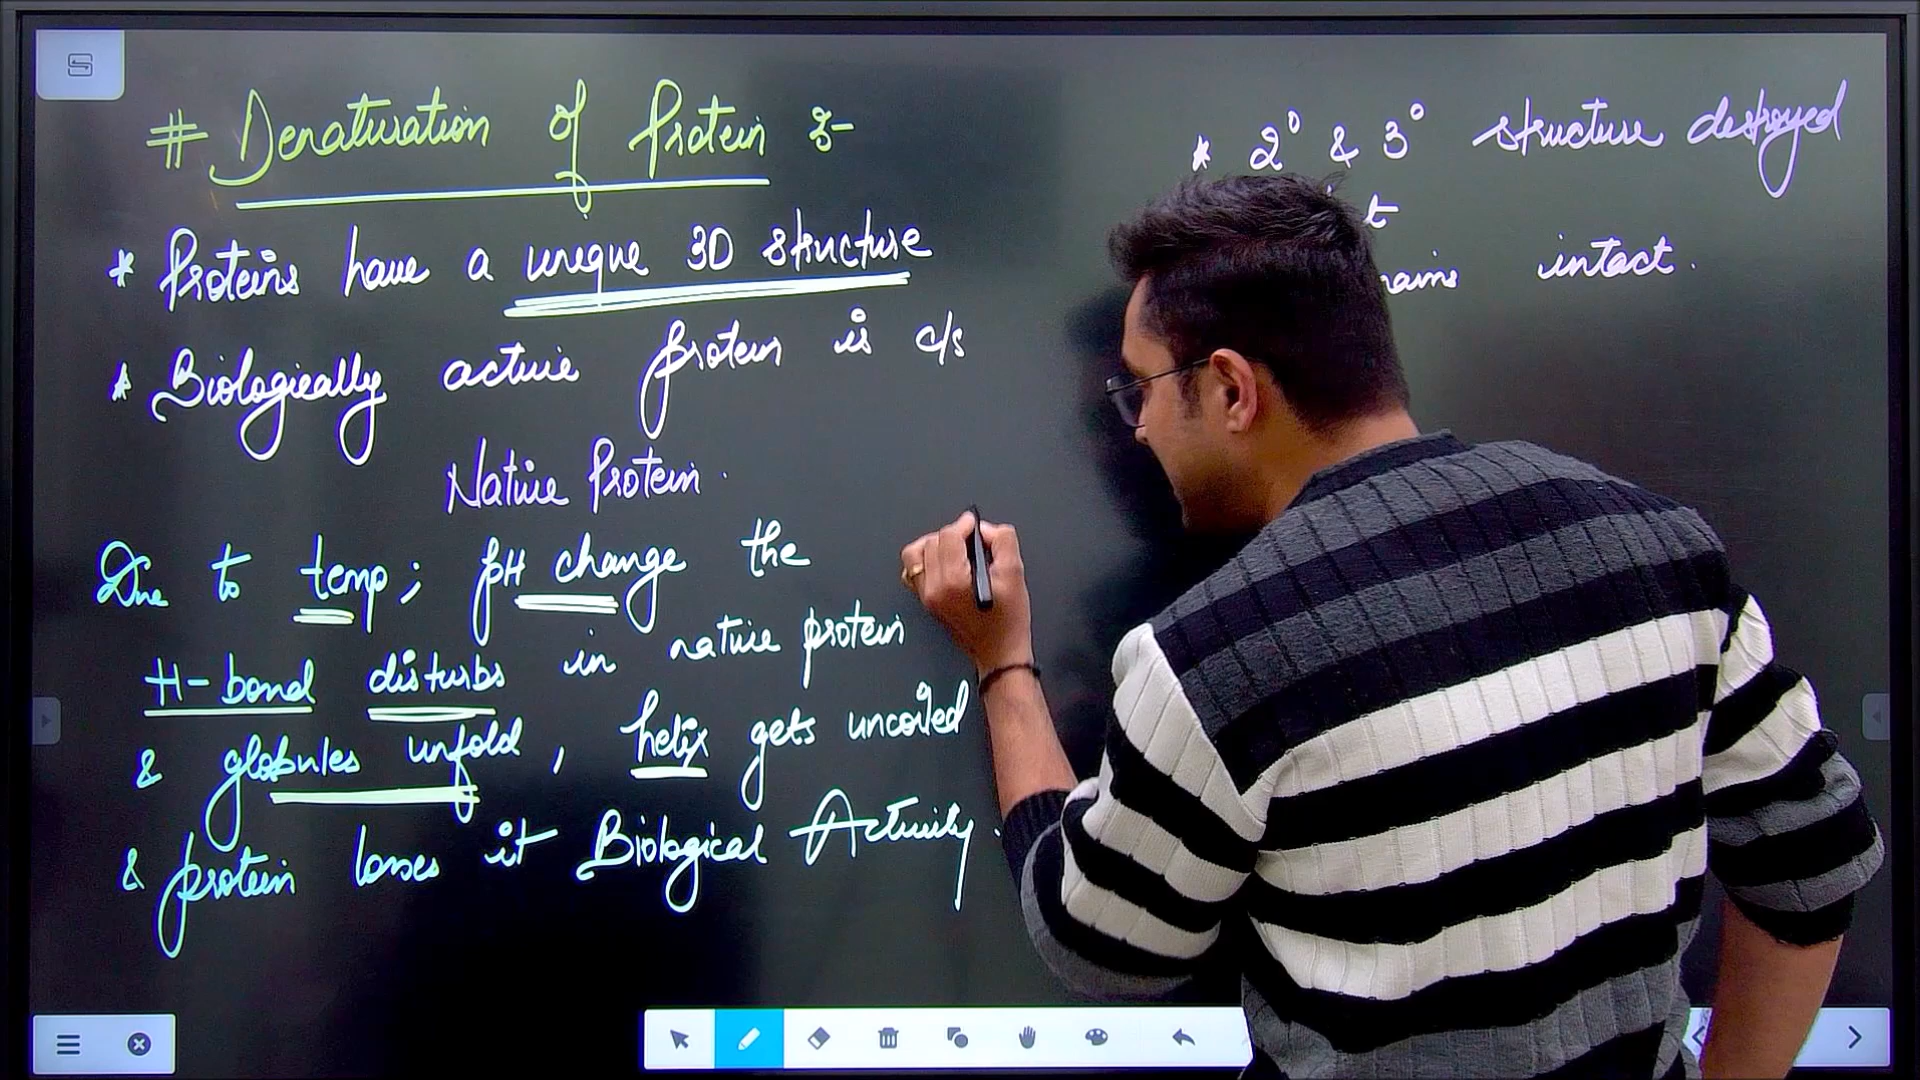 # Denaturation of Protein :-
* Proteins have a unique 3D structure
* Biologically active protein is c/s
Native Protein.
Due to temp; pH change the
H-bond disturbs in native protein
& globules unfold, helix gets uncoiled
& protein loses it Biological Activity.
* 2° & 3° structure destroyed
intact.